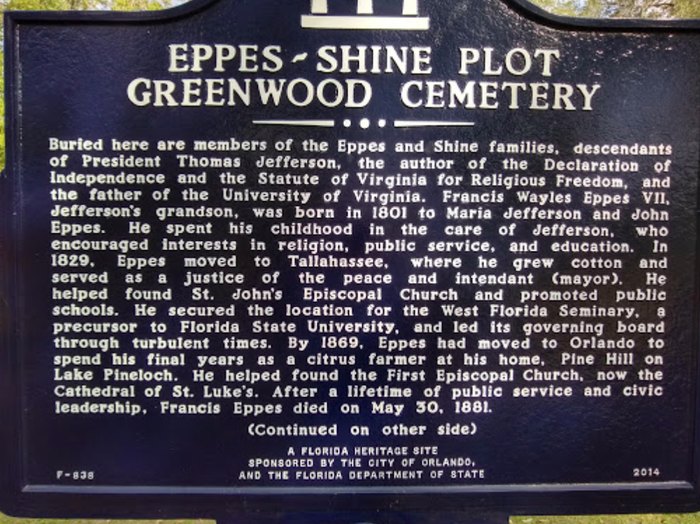 EPPES-SHINE PLOT
GREENWOOD CEMETERY
Buried here are members of the Eppes and Shine families, descendants
of President Thomas Jefferson, the author of the Declaration of
Independence and the Statute of Virginia for Religious Freedom, and
the father of the University of Virginia. Francis Wayles Eppes VII,
Jefferson's grandson, was born in 1801 to Maria Jefferson and John
Eppes. He spent his childhood in the care of Jefferson, who
encouraged interests in religion, public service, and education. In
1829, Eppes moved to Tallahassee, where he grew cotton and
served as a justice of the peace and intendant (mayor). He
helped found St. John's Episcopal Church and promoted public
schools. He secured the location for the West Florida Seminary, a
precursor to Florida State University, and led its governing board
through turbulent times. By 1869, Eppes had moved to Orlando to
spend his final years as a citrus farmer at his home, Pine Hill on
Lake Pineloch. He helped found the First Episcopal Church, now the
Cathedral of St. Luke's. After a lifetime of public service and civic
leadership, Francis Eppes died on May 30, 1881.
(Continued on other side)
A FLORIDA HERITAGE SITE
SPONSORED BY THE CITY OF ORLANDO,
F-838 AND THE FLORIDA DEPARTMENT OF STATE 2014